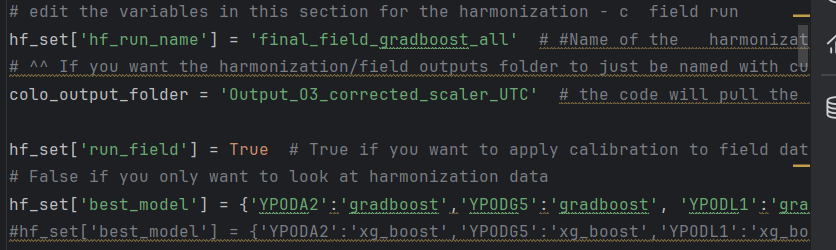 # edit the variables in this section for the harmonization - c  field run
hf_set['hf_run_name'] = 'final_field_gradboost_all'  # #Name of the   harmonizat
# ^^ If you want the harmonization/field outputs folder to just be named with cu
colo_output_folder = 'Output_O3_corrected_scaler_UTC'  # the code will pull the
hf_set['run_field'] = True  # True if you want to apply calibration to field dat
# False if you only want to look at harmonization data
hf_set['best_model'] = {'YPODA2':'gradboost','YPODG5':'gradboost', 'YPODL1':'gra
#hf_set['best_model'] = {'YPODA2':'xg_boost','YPODG5':'xg_boost','YPODL1':'xg_bo